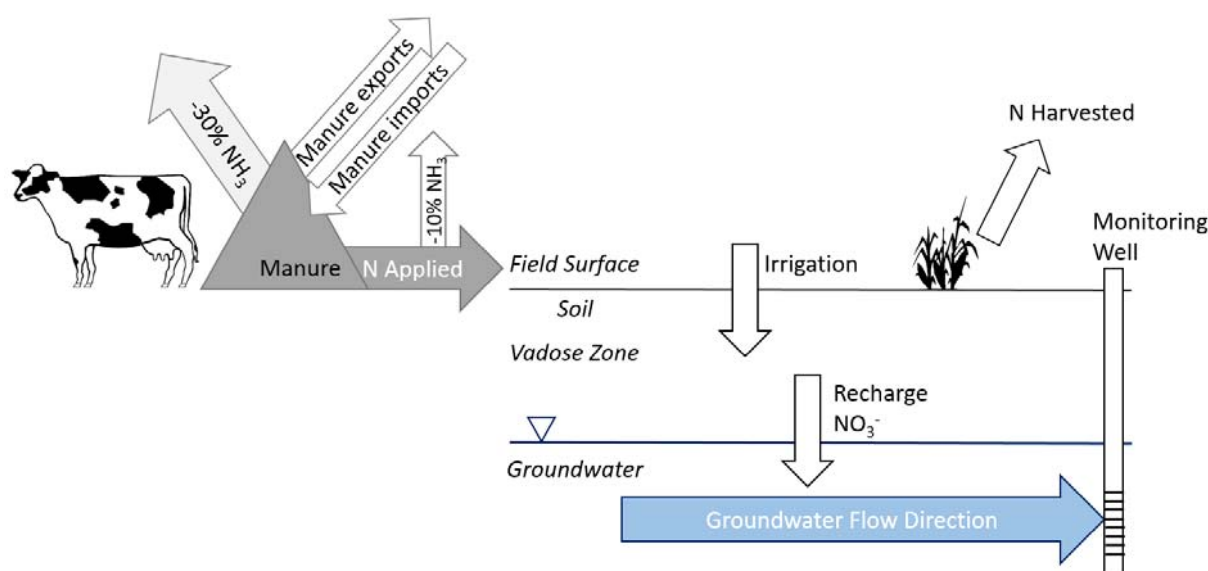 -30% NH₃
Manure exports
Manure imports
-10% NH₃
N Harvested
Manure
N Applied
Field Surface
Irrigation
Monitoring
Well
Soil
Vadose Zone
Recharge
NO₃⁻
Groundwater
Groundwater Flow Direction